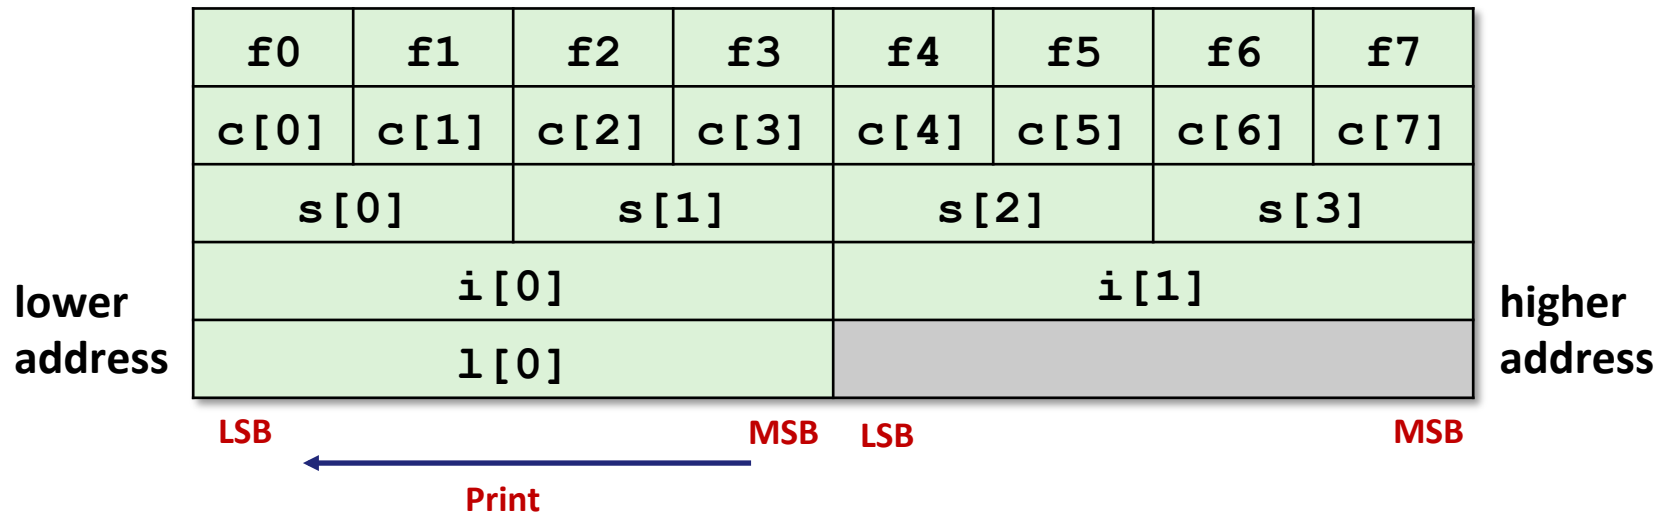 f0 f1 f2 f3 f4 f5 f6 f7
c[0] c[1] c[2] c[3] c[4] c[5] c[6] c[7]
s[0] s[1] s[2] s[3]
i[0] i[1]
lower
address
higher
address
l[0]
LSB MSB LSB MSB
Print